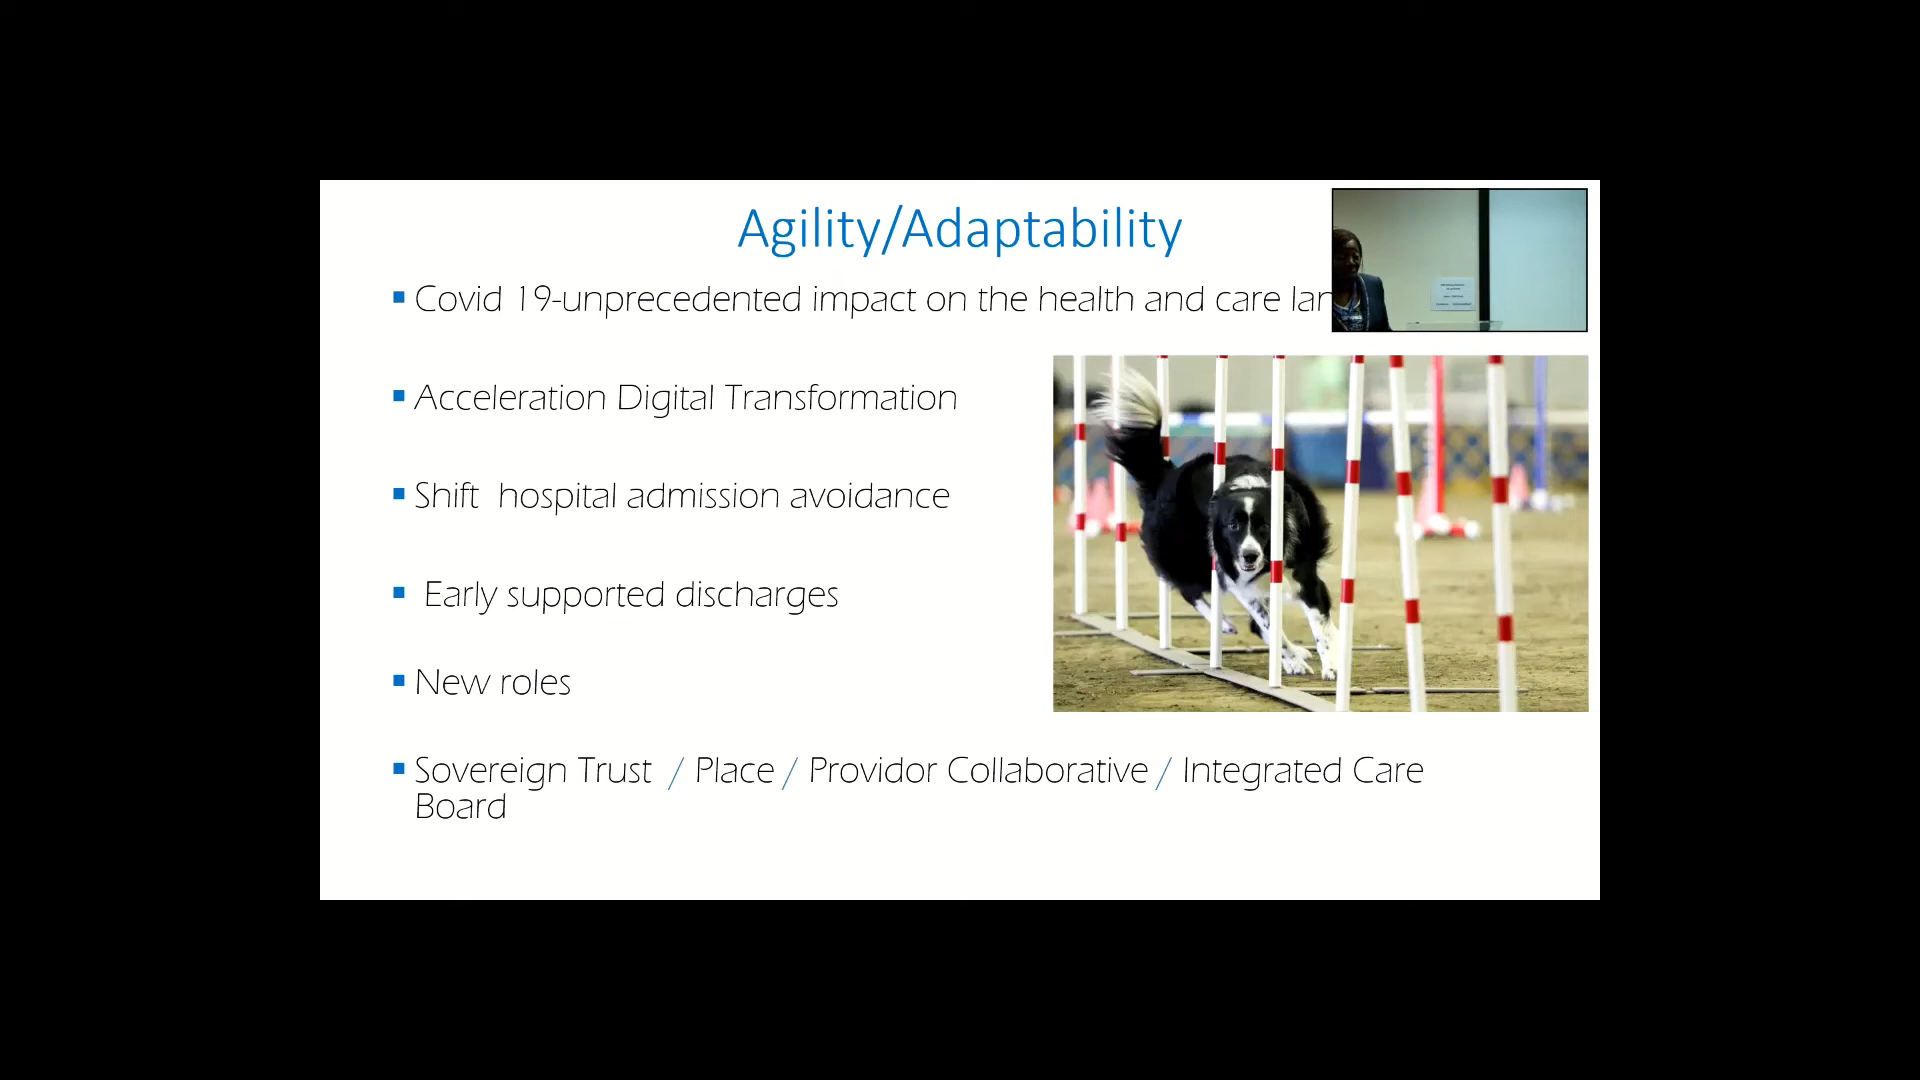 Agility/Adaptability
Covid 19-unprecedented impact on the health and care
Acceleration Digital Transformation
Shift hospital admission avoidance
Early supported discharges
New roles
Sovereign Trust / Place / Providor Collaborative / Integrated Care
Board